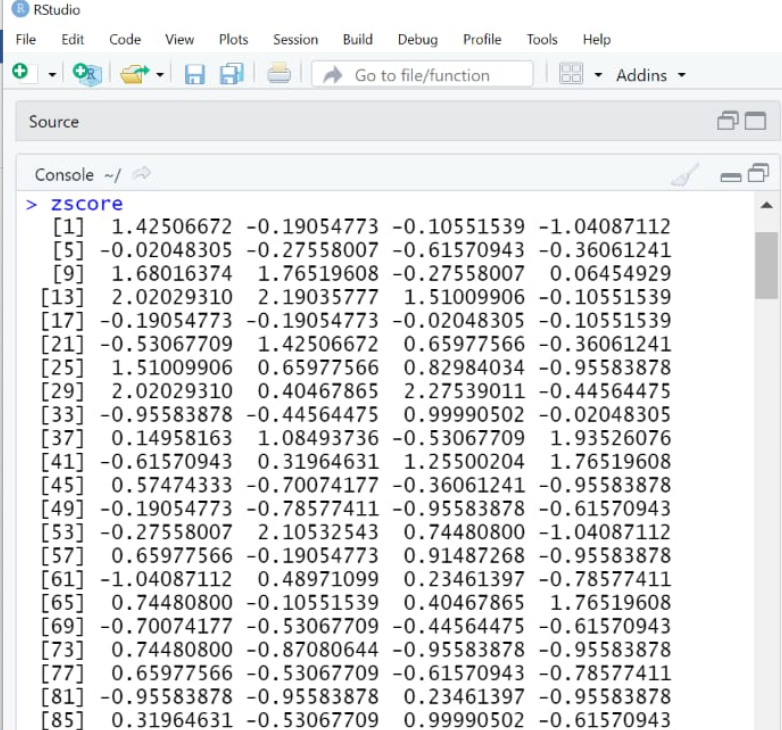 R RStudio
File Edit Code View Plots Session Build Debug Profile Tools Help
R Go to file/function Addins
Source
Console ~/
> zscore
[1] 1.42506672 -0.19054773 -0.10551539 -1.04087112
[5] -0.02048305 -0.27558007 -0.61570943 -0.36061241
[9] 1.68016374 1.76519608 -0.27558007 0.06454929
[13] 2.02029310 2.19035777 1.51009906 -0.10551539
[17] -0.19054773 -0.19054773 -0.02048305 -0.10551539
[21] -0.53067709 1.42506672 0.65977566 -0.36061241
[25] 1.51009906 0.65977566 0.82984034 -0.95583878
[29] 2.02029310 0.40467865 2.27539011 -0.44564475
[33] -0.95583878 -0.44564475 0.99990502 -0.02048305
[37] 0.14958163 1.08493736 -0.53067709 1.93526076
[41] -0.61570943 0.31964631 1.25500204 1.76519608
[45] 0.57474333 -0.70074177 -0.36061241 -0.95583878
[49] -0.19054773 -0.78577411 -0.95583878 -0.61570943
[53] -0.27558007 2.10532543 0.74480800 -1.04087112
[57] 0.65977566 -0.19054773 0.91487268 -0.95583878
[61] -1.04087112 0.48971099 0.23461397 -0.78577411
[65] 0.74480800 -0.10551539 0.40467865 1.76519608
[69] -0.70074177 -0.53067709 -0.44564475 -0.61570943
[73] 0.74480800 -0.87080644 -0.95583878 -0.95583878
[77] 0.65977566 -0.53067709 -0.61570943 -0.78577411
[81] -0.95583878 -0.95583878 0.23461397 -0.95583878
[85] 0.31964631 -0.53067709 0.99990502 -0.61570943